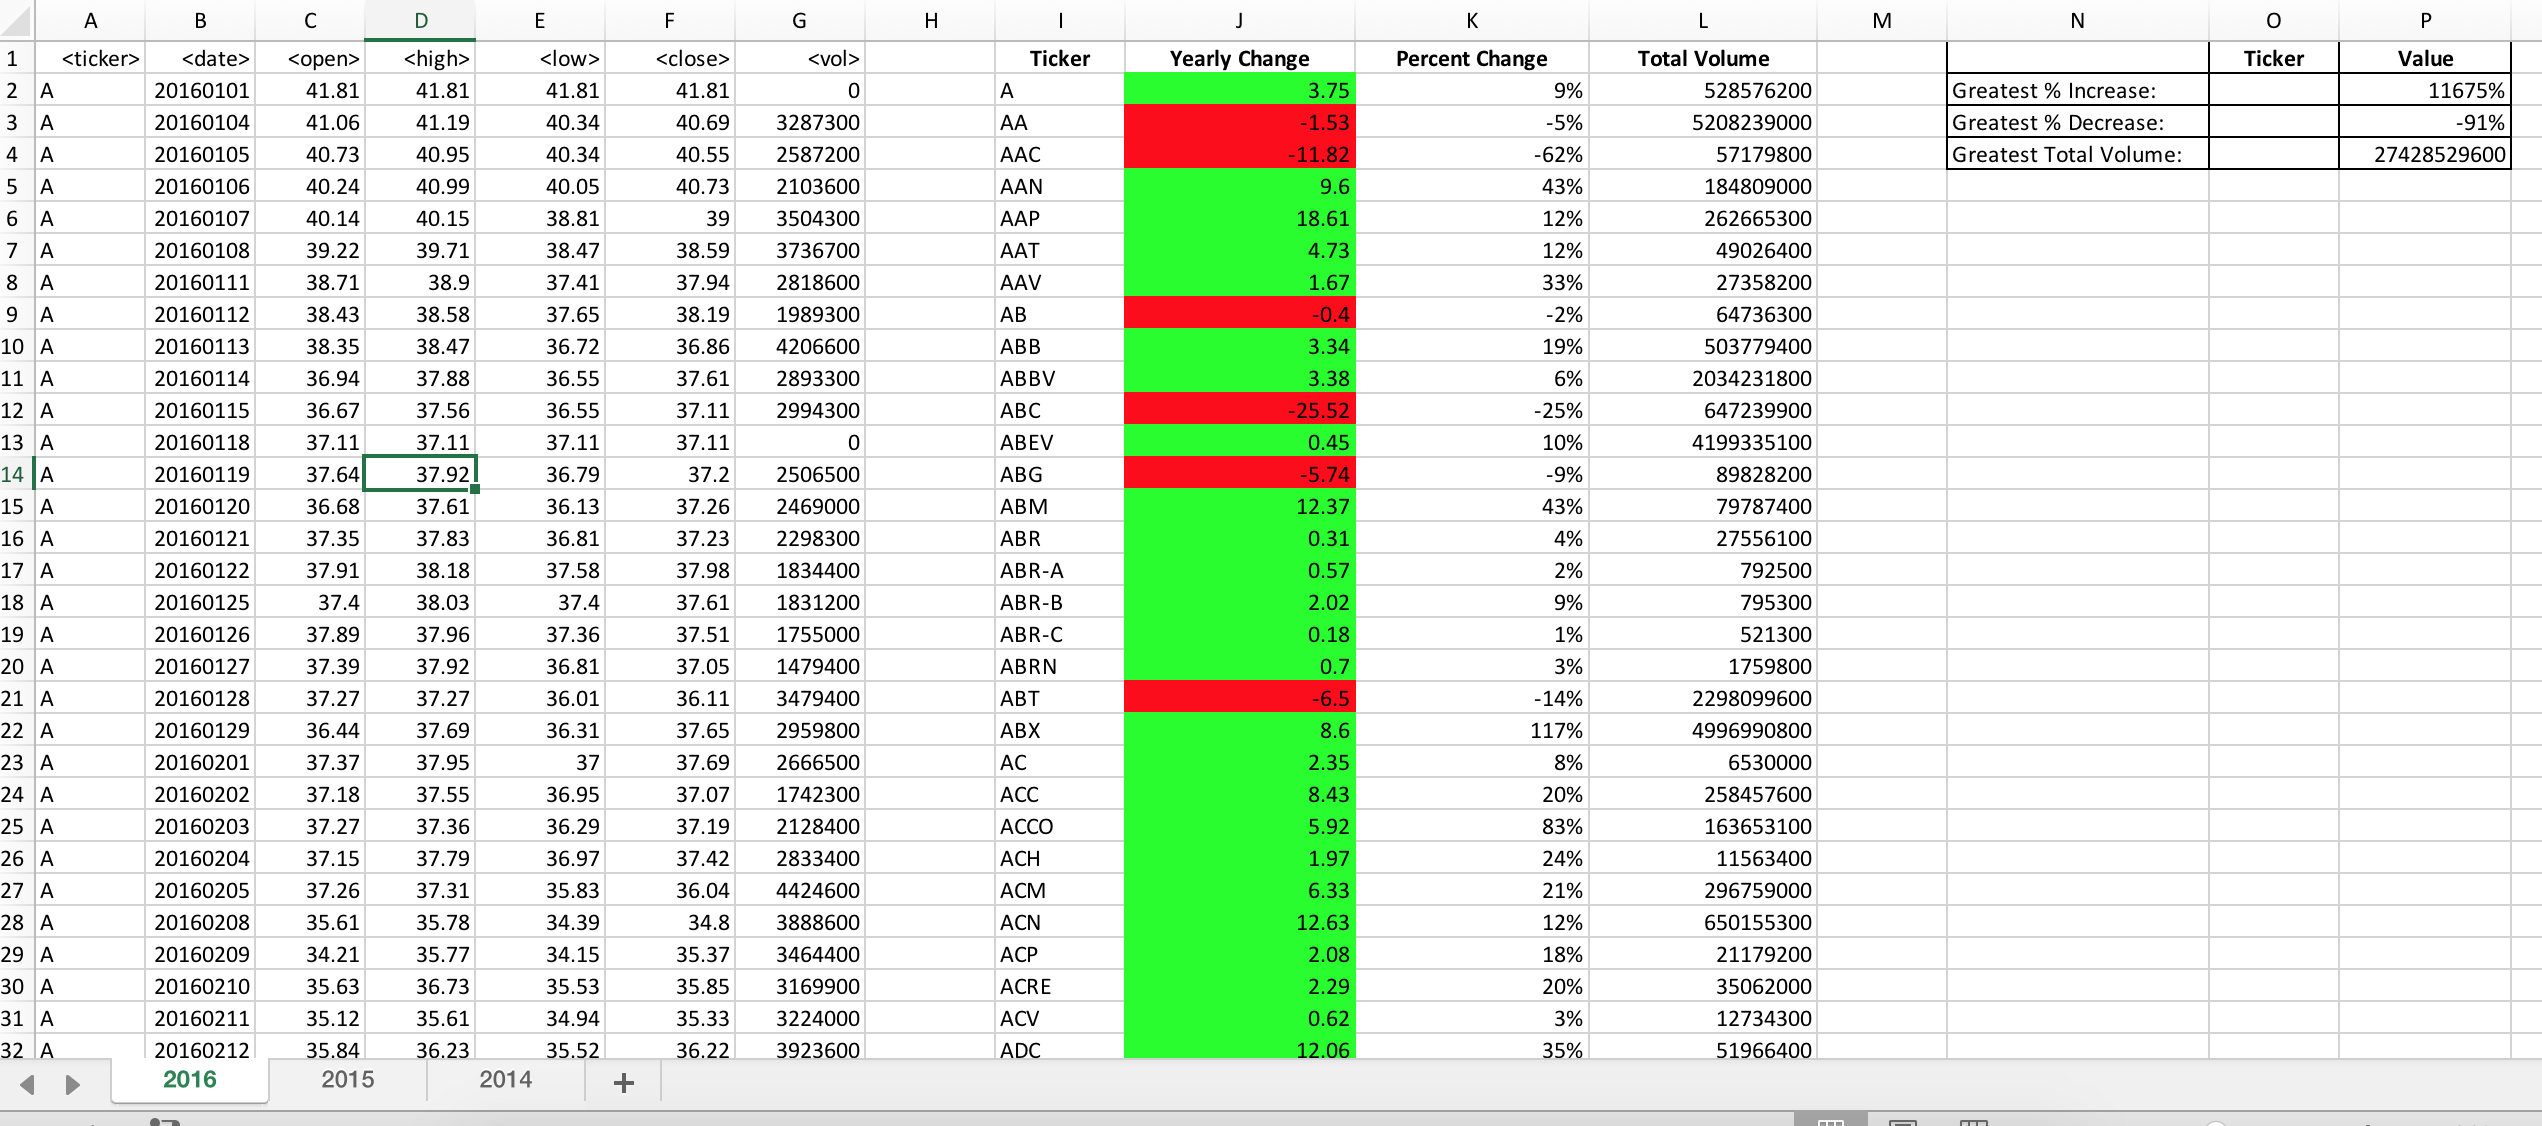 A B C D E F G H I J K L M N O P
1 <ticker> <date> <open> <high> <low> <close> <vol> Ticker Yearly Change Percent Change Total Volume Ticker Value
2 A 20160101 41.81 41.81 41.81 41.81 0 A 3.75 9% 528576200 Greatest % Increase: 11675%
3 A 20160104 41.06 41.19 40.34 40.69 3287300 AA -1.53 -5% 5208239000 Greatest % Decrease: -91%
4 A 20160105 40.73 40.95 40.34 40.55 2587200 AAC -11.82 -62% 57179800 Greatest Total Volume: 27428529600
5 A 20160106 40.24 40.99 40.05 40.73 2103600 AAN 9.6 43% 184809000
6 A 20160107 40.14 40.15 38.81 39 3504300 AAP 18.61 12% 262665300
7 A 20160108 39.22 39.71 38.47 38.59 3736700 AAT 4.73 12% 49026400
8 A 20160111 38.71 38.9 37.41 37.94 2818600 AAV 1.67 33% 27358200
9 A 20160112 38.43 38.58 37.65 38.19 1989300 AB -0.4 -2% 64736300
10 A 20160113 38.35 38.47 36.72 36.86 4206600 ABB 3.34 19% 503779400
11 A 20160114 36.94 37.88 36.55 37.61 2893300 ABBV 3.38 6% 2034231800
12 A 20160115 36.67 37.56 36.55 37.11 2994300 ABC -25.52 -25% 647239900
13 A 20160118 37.11 37.11 37.11 37.11 0 ABEV 0.45 10% 4199335100
14 A 20160119 37.64 37.92 36.79 37.2 2506500 ABG -5.74 -9% 89828200
15 A 20160120 36.68 37.61 36.13 37.26 2469000 ABM 12.37 43% 79787400
16 A 20160121 37.35 37.83 36.81 37.23 2298300 ABR 0.31 4% 27556100
17 A 20160122 37.91 38.18 37.58 37.98 1834400 ABR-A 0.57 2% 792500
18 A 20160125 37.4 38.03 37.4 37.61 1831200 ABR-B 2.02 9% 795300
19 A 20160126 37.89 37.96 37.36 37.51 1755000 ABR-C 0.18 1% 521300
20 A 20160127 37.39 37.92 36.81 37.05 1479400 ABRN 0.7 3% 1759800
21 A 20160128 37.27 37.27 36.01 36.11 3479400 ABT -6.5 -14% 2298099600
22 A 20160129 36.44 37.69 36.31 37.65 2959800 ABX 8.6 117% 4996990800
23 A 20160201 37.37 37.95 37 37.69 2666500 AC 2.35 8% 6530000
24 A 20160202 37.18 37.55 36.95 37.07 1742300 ACC 8.43 20% 258457600
25 A 20160203 37.27 37.36 36.29 37.19 2128400 ACCO 5.92 83% 163653100
26 A 20160204 37.15 37.79 36.97 37.42 2833400 ACH 1.97 24% 11563400
27 A 20160205 37.26 37.31 35.83 36.04 4424600 ACM 6.33 21% 296759000
28 A 20160208 35.61 35.78 34.39 34.8 3888600 ACN 12.63 12% 650155300
29 A 20160209 34.21 35.77 34.15 35.37 3464400 ACP 2.08 18% 21179200
30 A 20160210 35.63 36.73 35.53 35.85 3169900 ACRE 2.29 20% 35062000
31 A 20160211 35.12 35.61 34.94 35.33 3224000 ACV 0.62 3% 12734300
32 A 20160212 35.84 36.23 35.52 36.22 3923600 ADC 12.06 35% 51966400
2016 2015 2014 +